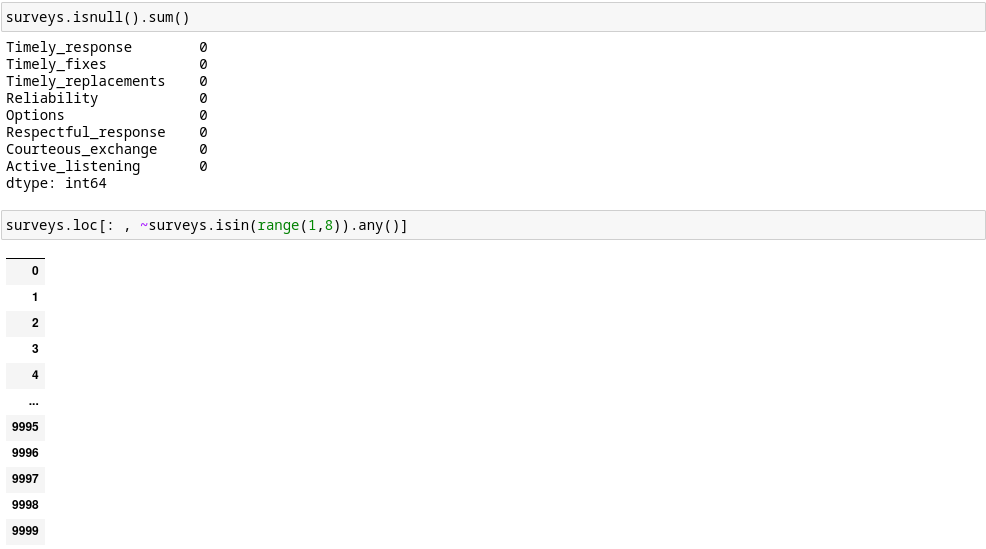 surveys.isnull().sum()
Timely_response 0
Timely_fixes 0
Timely_replacements 0
Reliability 0
Options 0
Respectful_response 0
Courteous_exchange 0
Active_listening 0
dtype: int64
surveys.loc[: , ~surveys.isin(range(1,8)).any()]
0
1
2
3
4
...
9995
9996
9997
9998
9999